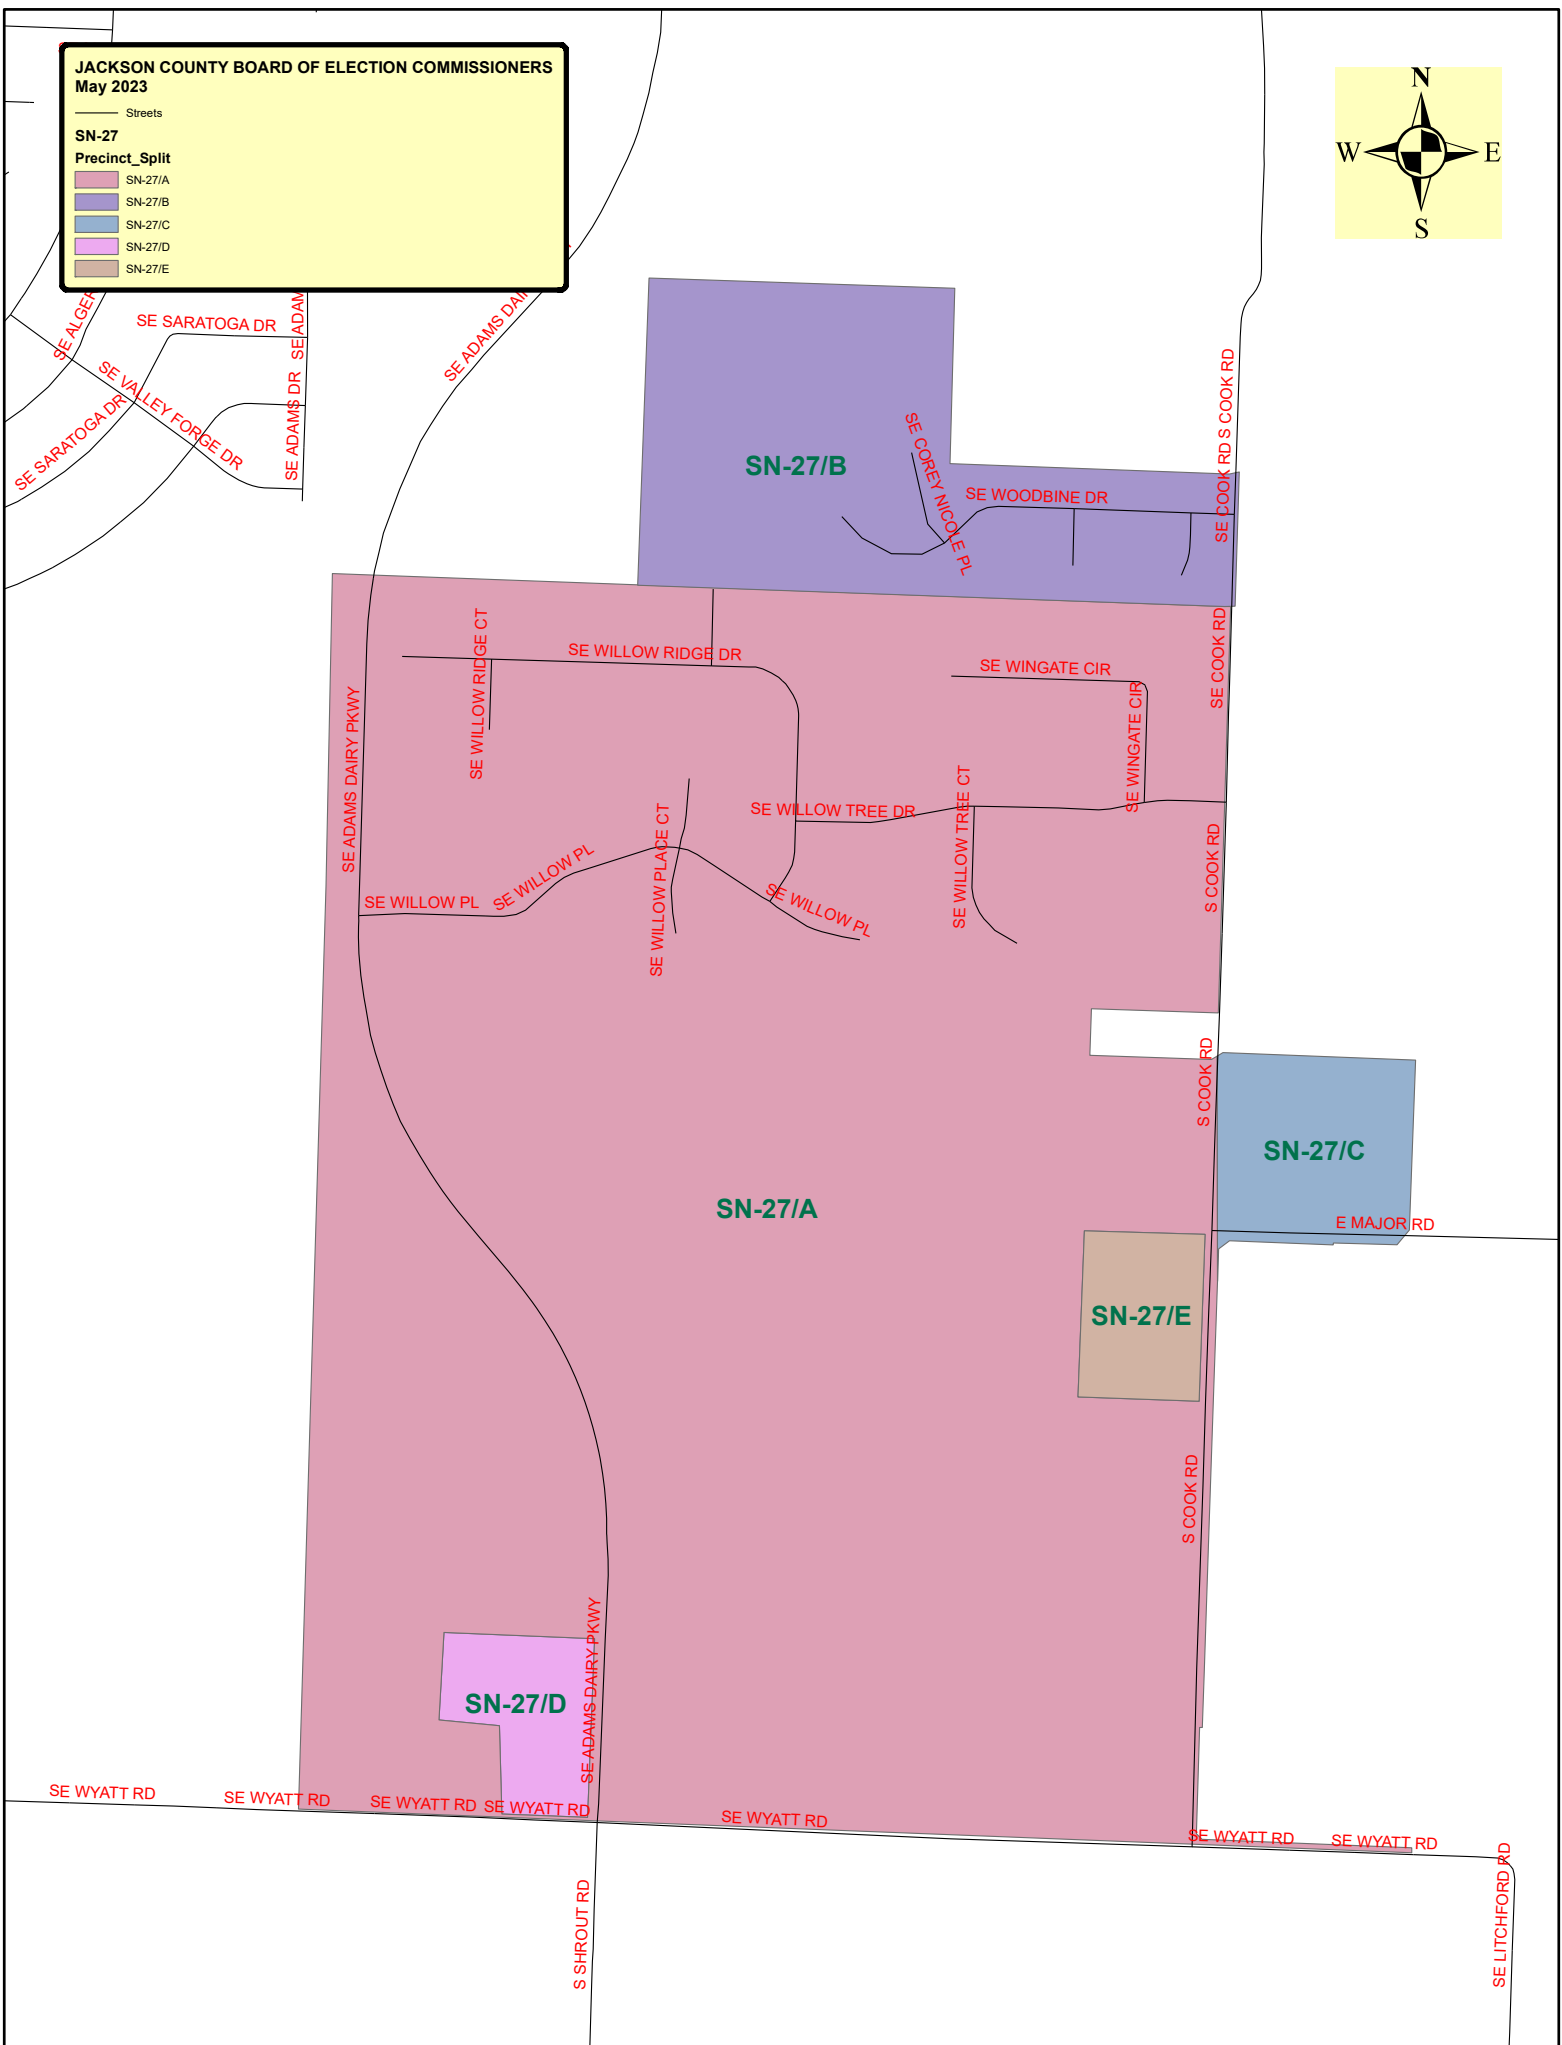 JACKSON COUNTY BOARD OF ELECTION COMMISSIONERS
May 2023
Streets
SN-27
Precinct_Split
SN-27/A
SN-27/B
SN-27/C
SN-27/D
SN-27/E
N
W
E
S
SE ALGER
SE SARATOGA DR
SE ADAM
SE ADAMS DAI
SE VALLEY FORGE DR
SE SARATOGA DR
SE ADAMS DR
S COOK RD
SE COOK RD
SN-27/B
SE COREY NICOLE PL
SE WOODBINE DR
SE WILLOW RIDGE CT
SE WILLOW RIDGE DR
SE WINGATE CIR
SE COOK RD
SE WINGATE CIR
SE ADAMS DAIRY PKWY
SE WILLOW PLACE CT
SE WILLOW TREE DR
SE WILLOW TREE CT
S COOK RD
SE WILLOW PL
SE WILLOW PL
SE WILLOW PL
S COOK RD
SN-27/C
SN-27/A
E MAJOR RD
SN-27/E
S COOK RD
SE ADAMS DAIRY PKWY
SN-27/D
SE WYATT RD
SE WYATT RD
SE WYATT RD
SE WYATT RD
SE WYATT RD
SE WYATT RD
SE WYATT RD
S SHROUT RD
SE LITCHFORD RD